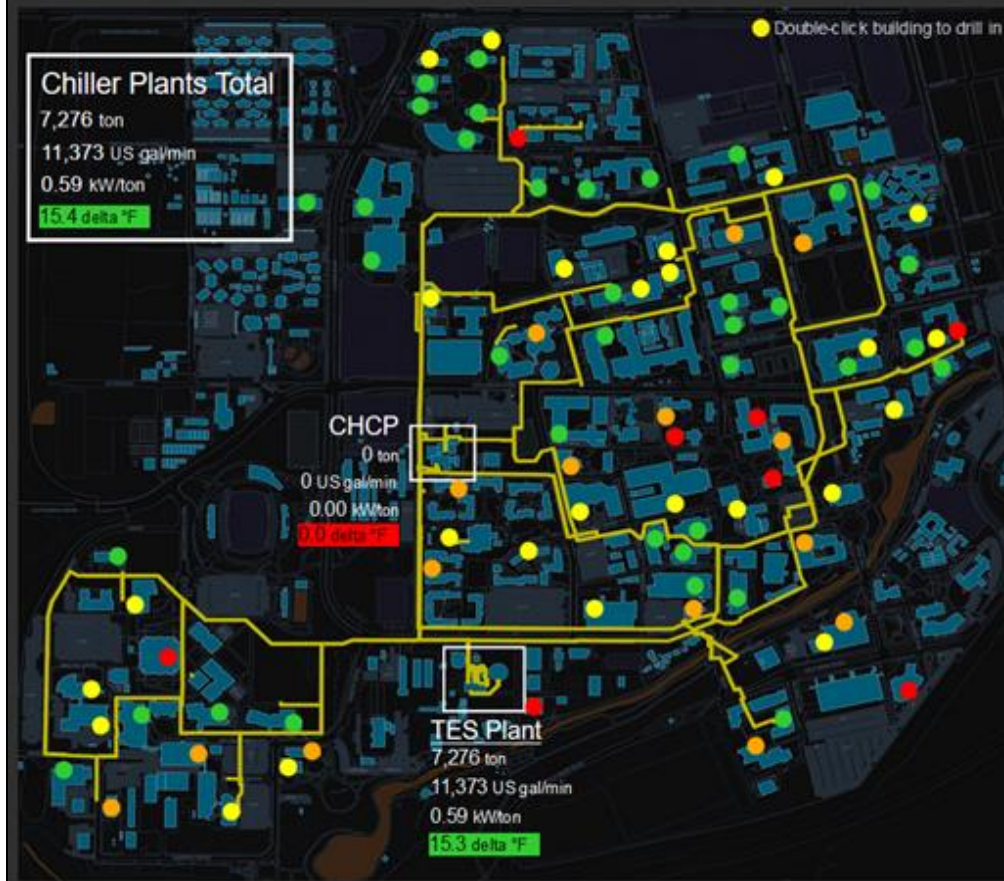 Double-click building to drill in
Chiller Plants Total
7,276 ton
11,373 US gal/min
0.59 kW/ton
15.4 delta °F
CHCP
0 ton
0 US gal/min
0.00 kW/ton
0.0 delta °F
TES Plant
7,276 ton
11,373 US gal/min
0.59 kW/ton
15.3 delta °F